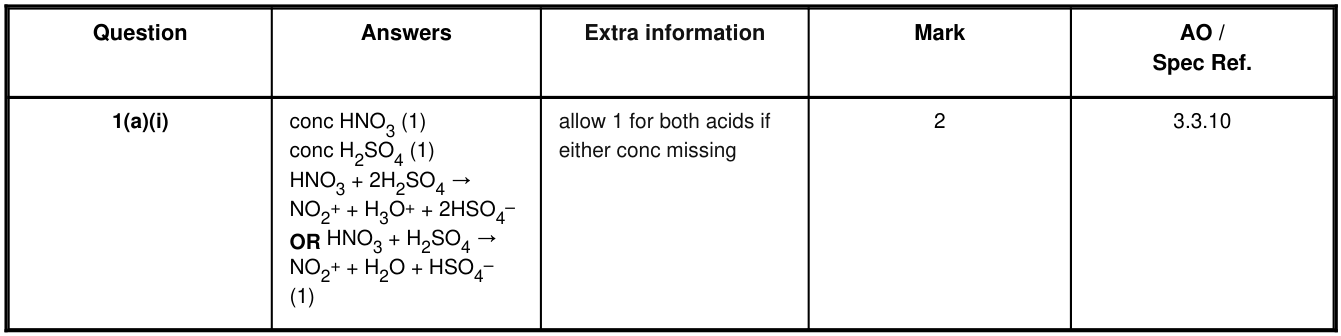 Question
Answers
Extra information
Mark
AO /
Spec Ref.
1(a)(i)
conc HNO₃ (1)
conc H₂SO₄ (1)
HNO₃ + 2H₂SO₄ →
NO₂⁺ + H₃O⁺ + 2HSO₄⁻
OR HNO₃ + H₂SO₄ →
NO₂⁺ + H₂O + HSO₄⁻
(1)
allow 1 for both acids if
either conc missing
2
3.3.10